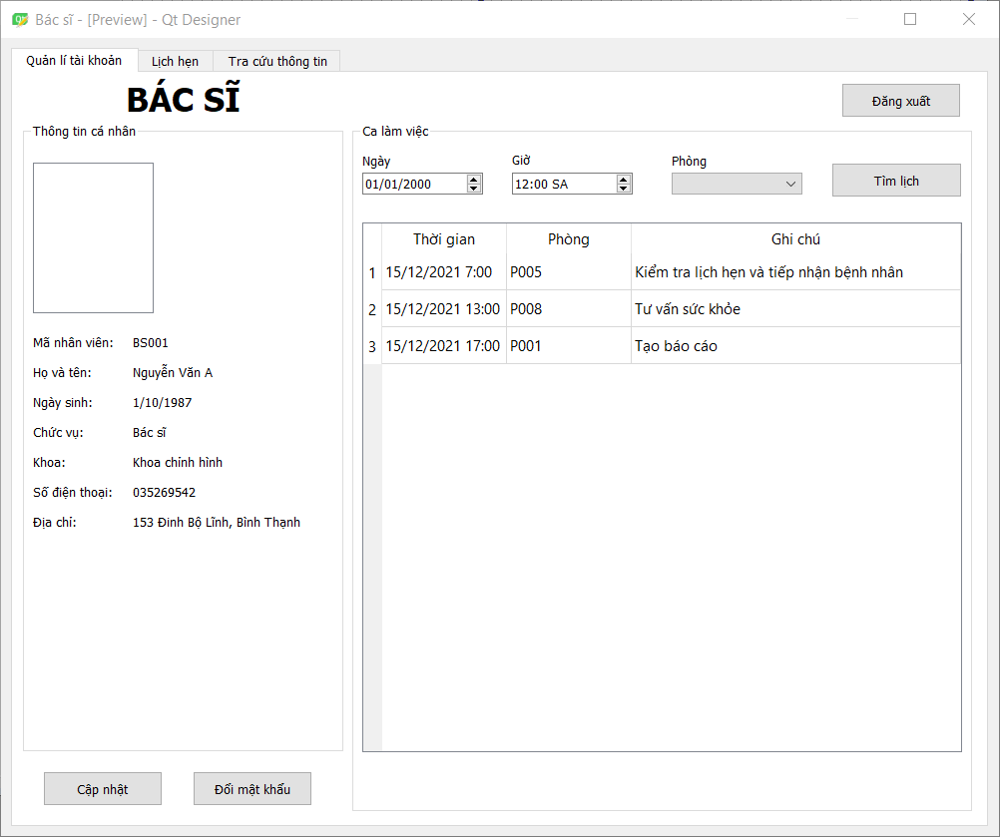 Bác sĩ - [Preview] - Qt Designer
Quản lí tài khoản Lịch hẹn Tra cứu thông tin
BÁC SĨ
Đăng xuất
Thông tin cá nhân
Mã nhân viên: BS001
Họ và tên: Nguyễn Văn A
Ngày sinh: 1/10/1987
Chức vụ: Bác sĩ
Khoa: Khoa chỉnh hình
Số điện thoại: 035269542
Địa chỉ: 153 Đinh Bộ Lĩnh, Bình Thạnh
Cập nhật Đổi mật khẩu
Ca làm việc
Ngày Giờ Phòng
01/01/2000 12:00 SA Tìm lịch
Thời gian Phòng Ghi chú
1 15/12/2021 7:00 P005 Kiểm tra lịch hẹn và tiếp nhận bệnh nhân
2 15/12/2021 13:00 P008 Tư vấn sức khỏe
3 15/12/2021 17:00 P001 Tạo báo cáo